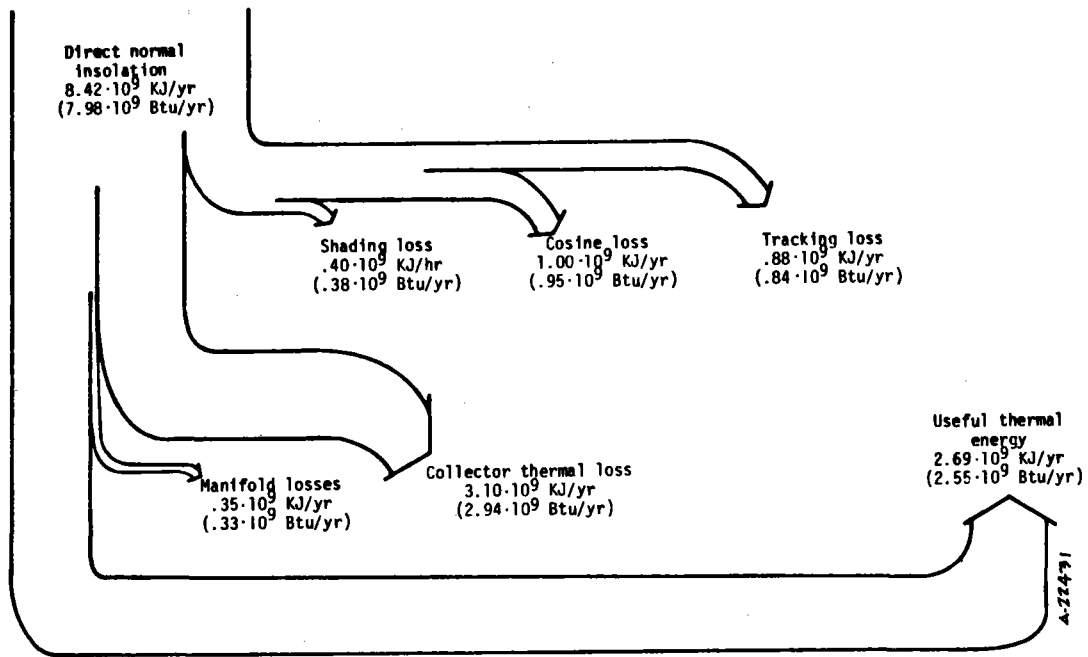 Direct normal
insolation
8.42·10⁹ KJ/yr
(7.98·10⁹ Btu/yr)
Shading loss
.40·10⁹ KJ/hr
(.38·10⁹ Btu/yr)
Cosine loss
1.00·10⁹ KJ/yr
(.95·10⁹ Btu/yr)
Tracking loss
.88·10⁹ KJ/yr
(.84·10⁹ Btu/yr)
Manifold losses
.35·10⁹ KJ/yr
(.33·10⁹ Btu/yr)
Collector thermal loss
3.10·10⁹ KJ/yr
(2.94·10⁹ Btu/yr)
Useful thermal
energy
2.69·10⁹ KJ/yr
(2.55·10⁹ Btu/yr)
A-22431